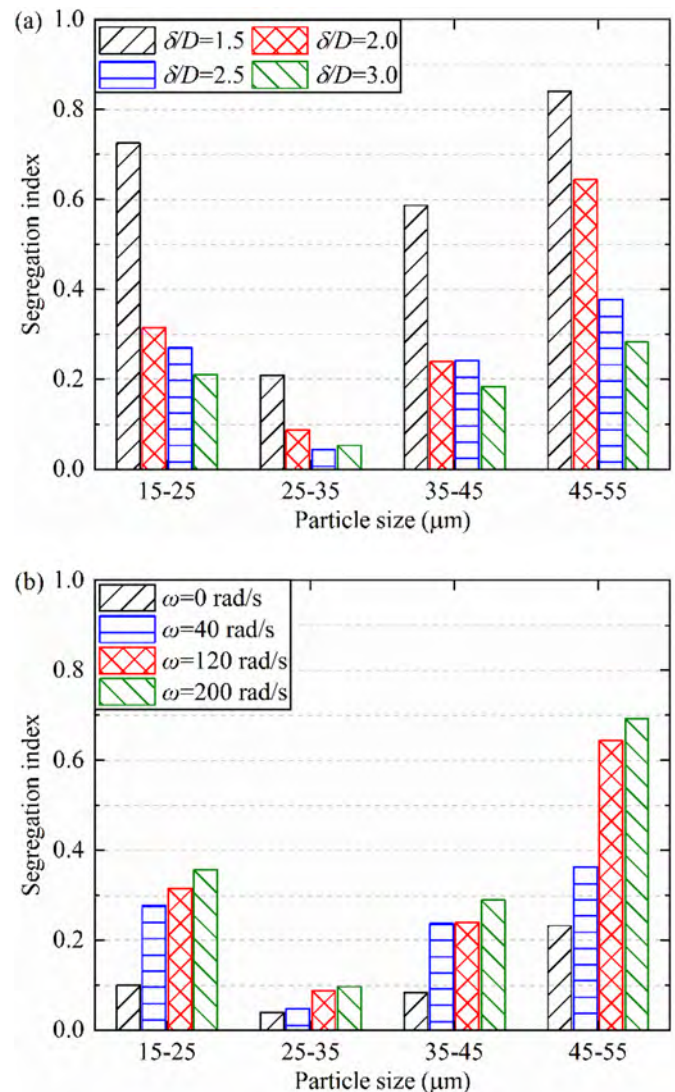 (a)
1.0
δ/D=1.5
δ/D=2.0
δ/D=2.5
δ/D=3.0
0.8
0.6
0.4
0.2
0.0
Segregation index
15-25
25-35
35-45
45-55
Particle size (μm)
(b)
1.0
ω=0 rad/s
ω=40 rad/s
ω=120 rad/s
ω=200 rad/s
0.8
0.6
0.4
0.2
0.0
Segregation index
15-25
25-35
35-45
45-55
Particle size (μm)